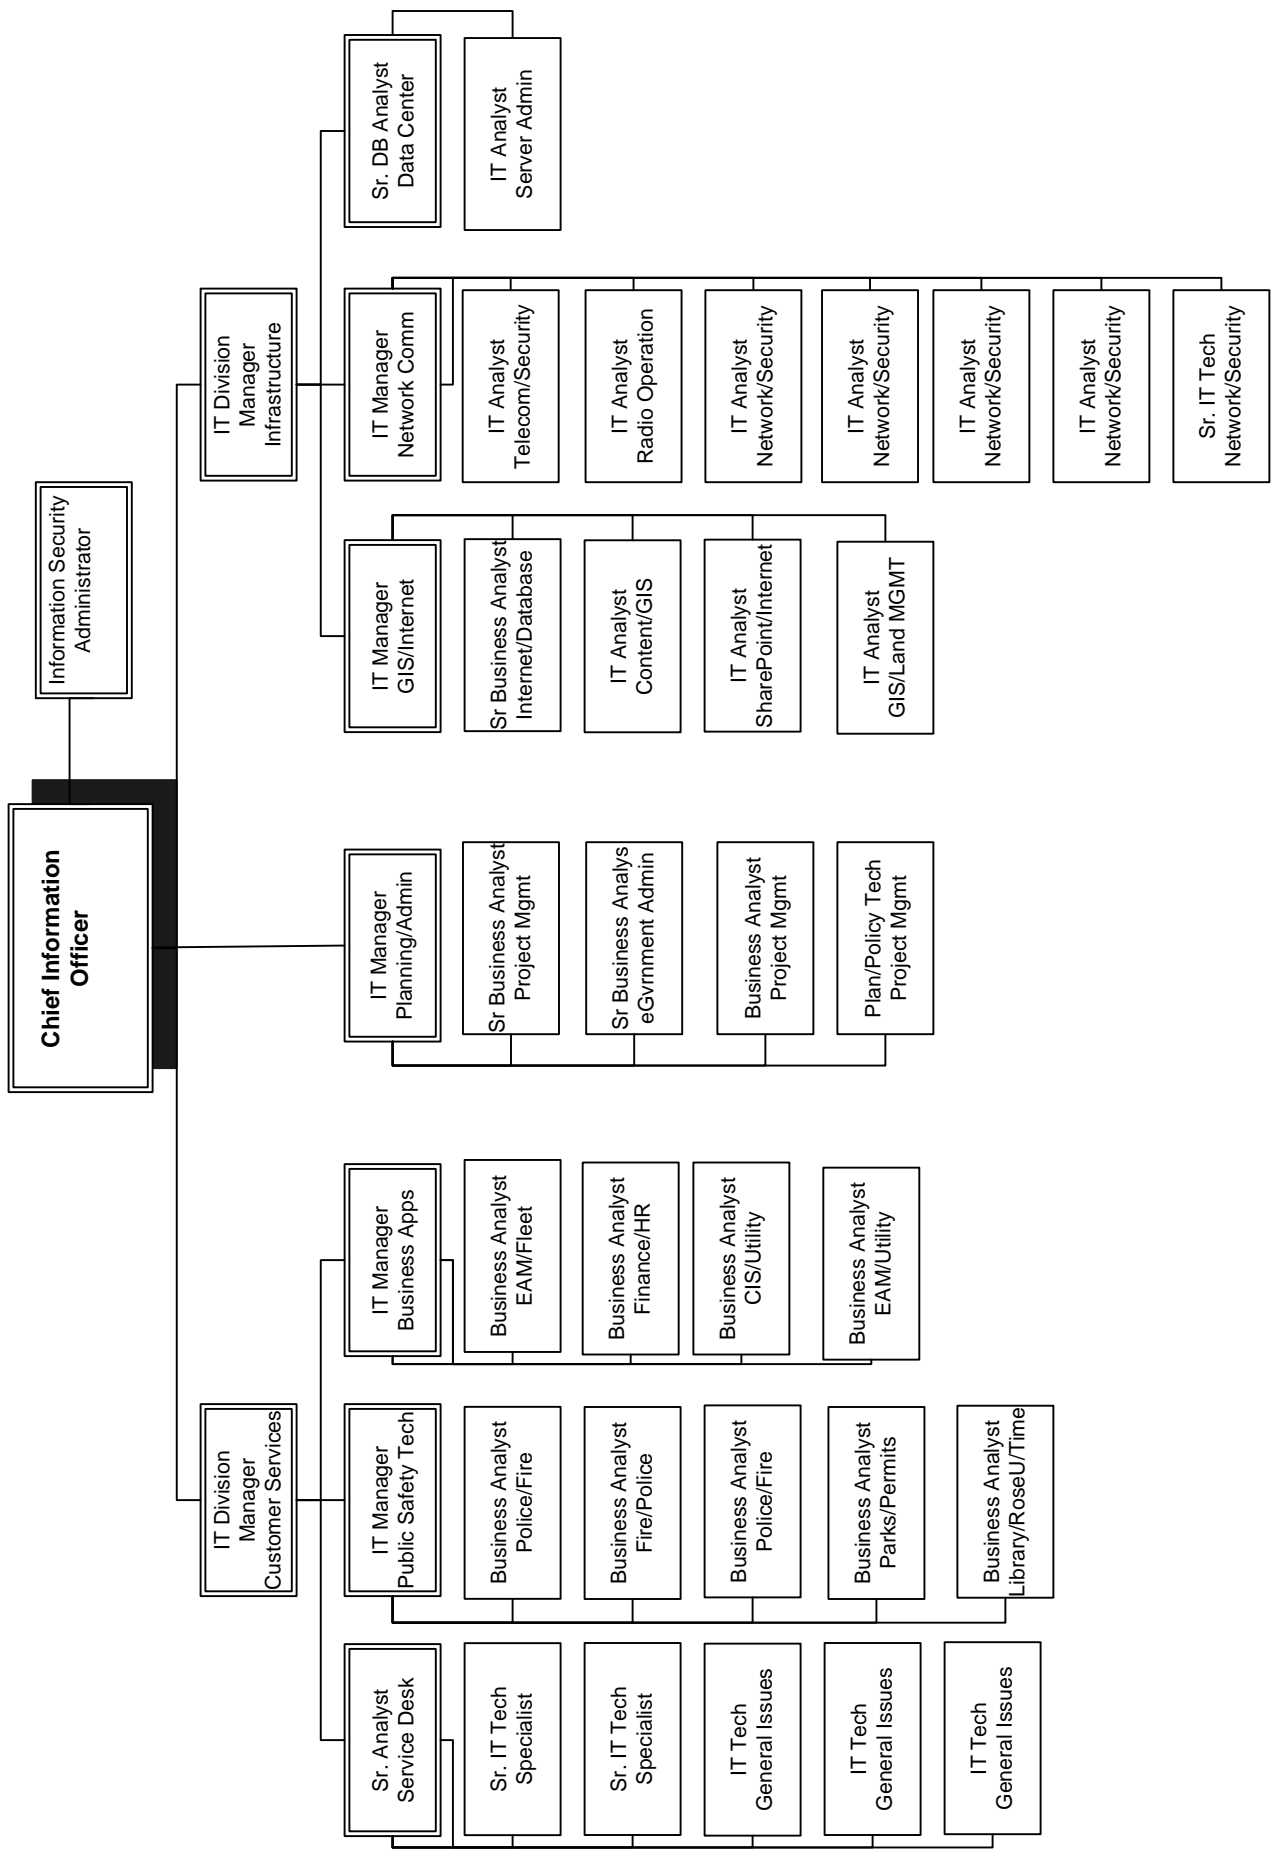 Chief Information
Officer
Information Security
Administrator
IT Division
Manager
Customer Services
IT Division
Manager
Infrastructure
Sr. Analyst
Service Desk
Sr. IT Tech
Specialist
Sr. IT Tech
Specialist
IT Tech
General Issues
IT Tech
General Issues
IT Tech
General Issues
IT Manager
Public Safety Tech
Business Analyst
Police/Fire
Business Analyst
Fire/Police
Business Analyst
Police/Fire
Business Analyst
Parks/Permits
Business Analyst
Library/RoseU/Time
IT Manager
Business Apps
Business Analyst
EAM/Fleet
Business Analyst
Finance/HR
Business Analyst
CIS/Utility
Business Analyst
EAM/Utility
IT Manager
Planning/Admin
Sr Business Analyst
Project Mgmt
Sr Business Analys
eGvrnment Admin
Business Analyst
Project Mgmt
Plan/Policy Tech
Project Mgmt
IT Manager
GIS/Internet
Sr Business Analyst
Internet/Database
IT Analyst
Content/GIS
IT Analyst
SharePoint/Internet
IT Analyst
GIS/Land MGMT
IT Manager
Network Comm
IT Analyst
Telecom/Security
IT Analyst
Radio Operation
IT Analyst
Network/Security
IT Analyst
Network/Security
IT Analyst
Network/Security
IT Analyst
Network/Security
Sr. IT Tech
Network/Security
Sr. DB Analyst
Data Center
IT Analyst
Server Admin